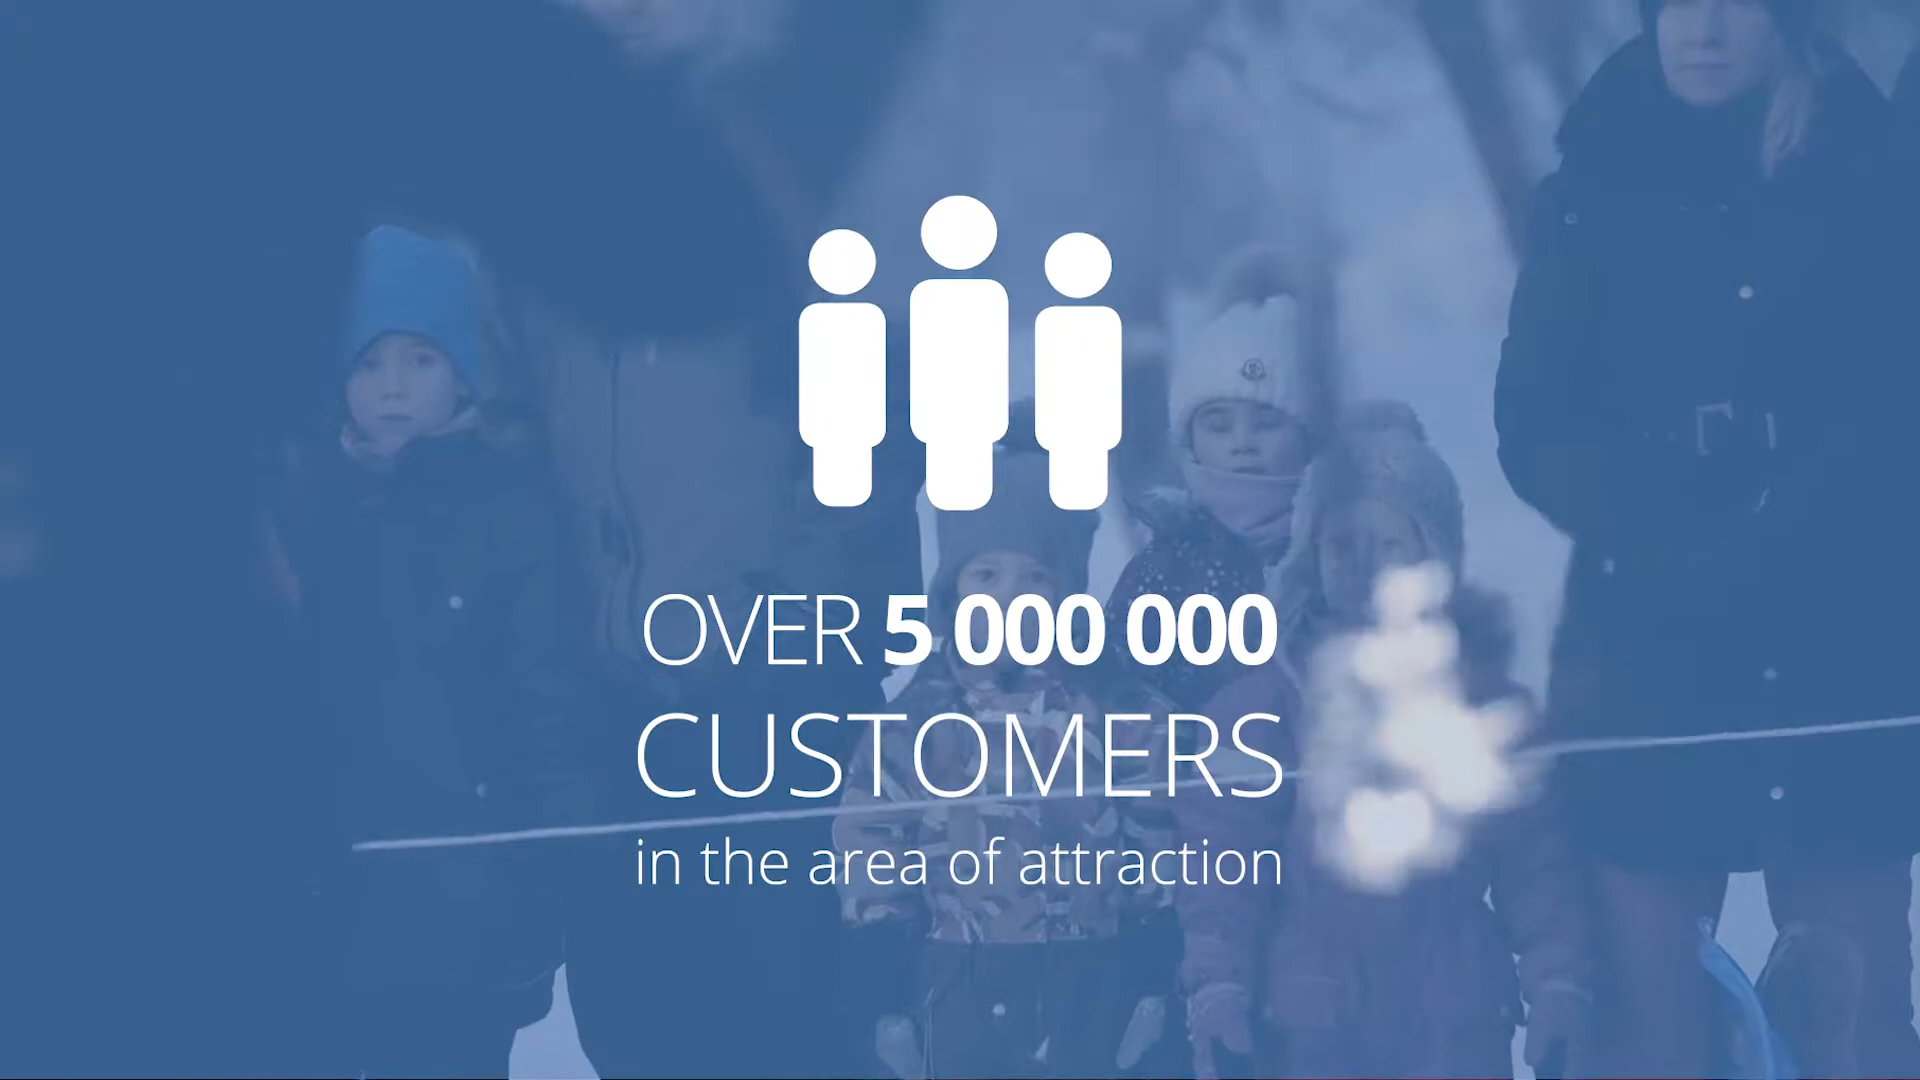 OVER 5 000 000
CUSTOMERS
in the area of attraction